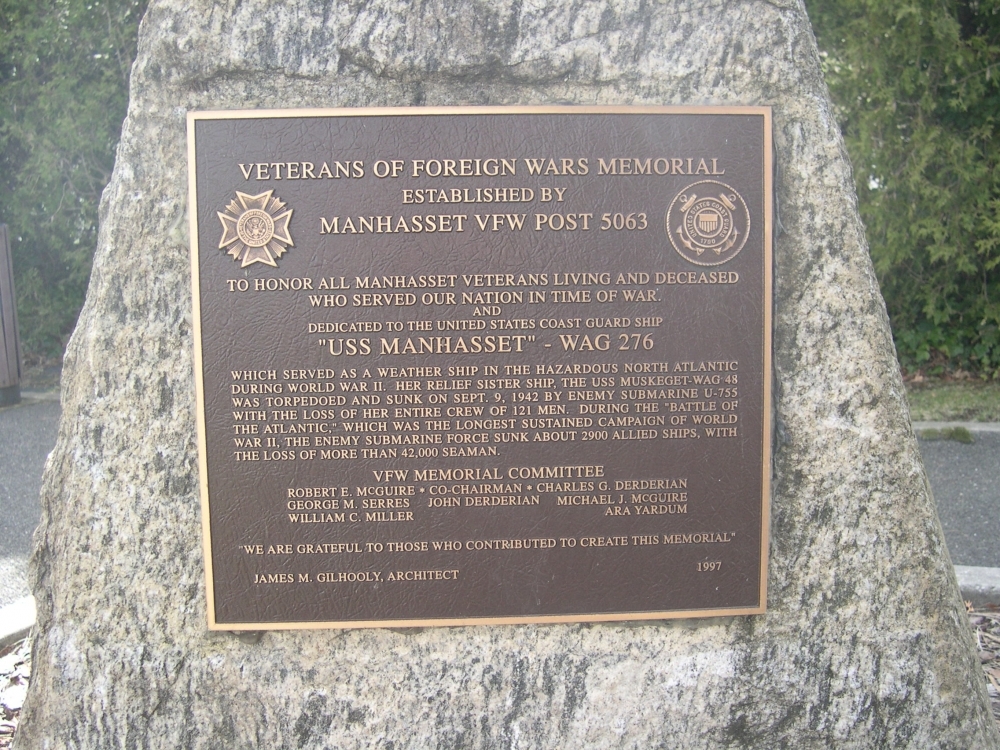 VETERANS OF FOREIGN WARS MEMORIAL
ESTABLISHED BY
MANHASSET VFW POST 5063
UNITED STATES COAST GUARD
1790
TO HONOR ALL MANHASSET VETERANS LIVING AND DECEASED
WHO SERVED OUR NATION IN TIME OF WAR.
AND
DEDICATED TO THE UNITED STATES COAST GUARD SHIP
"USS MANHASSET" - WAG 276
WHICH SERVED AS A WEATHER SHIP IN THE HAZARDOUS NORTH ATLANTIC
DURING WORLD WAR II. HER RELIEF SISTER SHIP, THE USS MUSKEGET-WAG 48
WAS TORPEDOED AND SUNK ON SEPT. 9, 1942 BY ENEMY SUBMARINE U-755
WITH THE LOSS OF HER ENTIRE CREW OF 121 MEN. DURING THE "BATTLE OF
THE ATLANTIC," WHICH WAS THE LONGEST SUSTAINED CAMPAIGN OF WORLD
WAR II, THE ENEMY SUBMARINE FORCE SUNK ABOUT 2900 ALLIED SHIPS, WITH
THE LOSS OF MORE THAN 42,000 SEAMAN.
VFW MEMORIAL COMMITTEE
ROBERT E. MCGUIRE * CO-CHAIRMAN * CHARLES G. DERDERIAN
GEORGE M. SERRES JOHN DERDERIAN MICHAEL J. MCGUIRE
WILLIAM C. MILLER ARA YARDUM
"WE ARE GRATEFUL TO THOSE WHO CONTRIBUTED TO CREATE THIS MEMORIAL"
JAMES M. GILHOOLY, ARCHITECT 1997